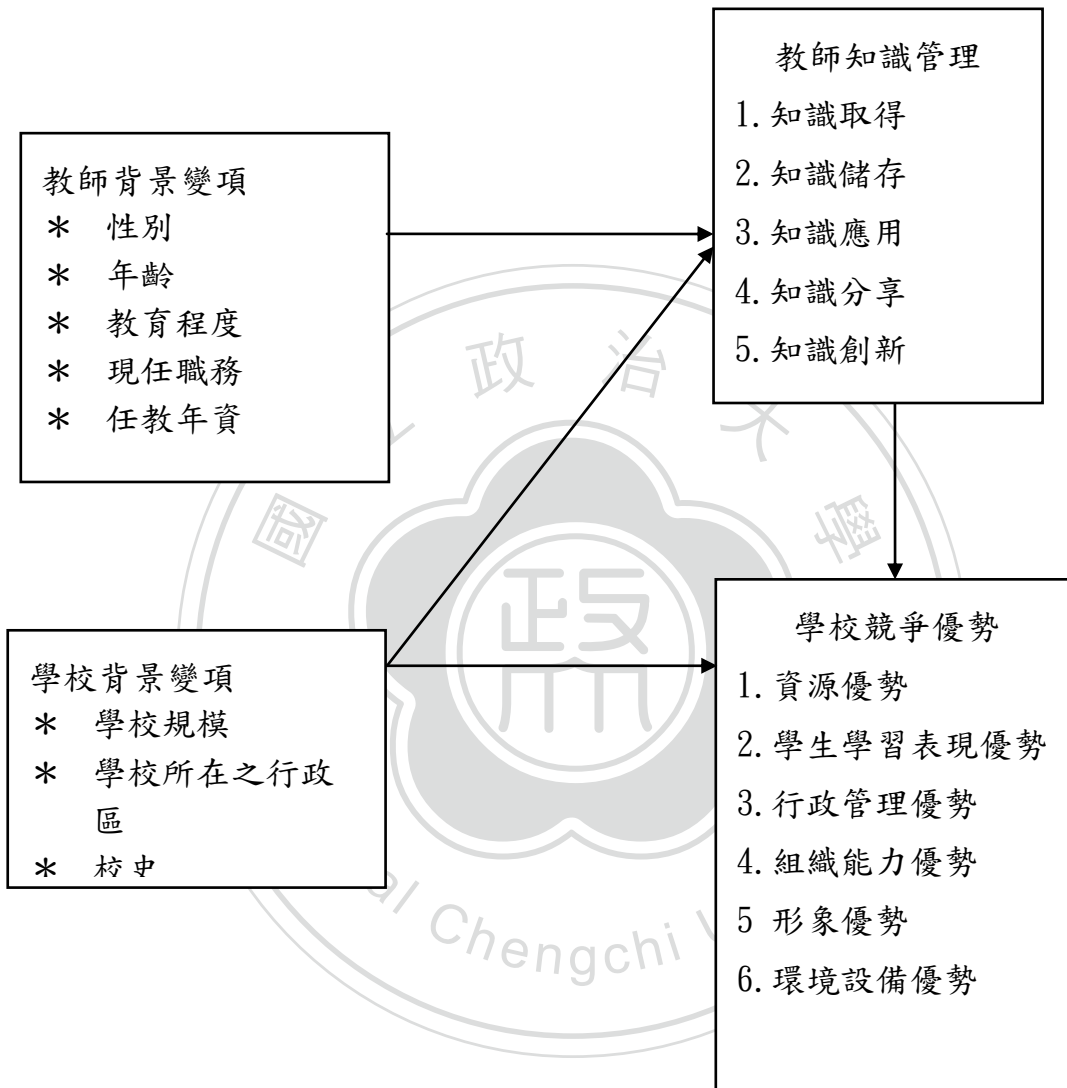 教師知識管理
1.知識取得
2.知識儲存
3.知識應用
4.知識分享
5.知識創新
教師背景變項
* 性別
* 年齡
* 教育程度
* 現任職務
* 任教年資
學校背景變項
* 學校規模
* 學校所在之行政
區
* 校史
學校競爭優勢
1.資源優勢
2.學生學習表現優勢
3.行政管理優勢
4.組織能力優勢
5 形象優勢
6.環境設備優勢
國 政 治 大 學
政
al Chengchi U